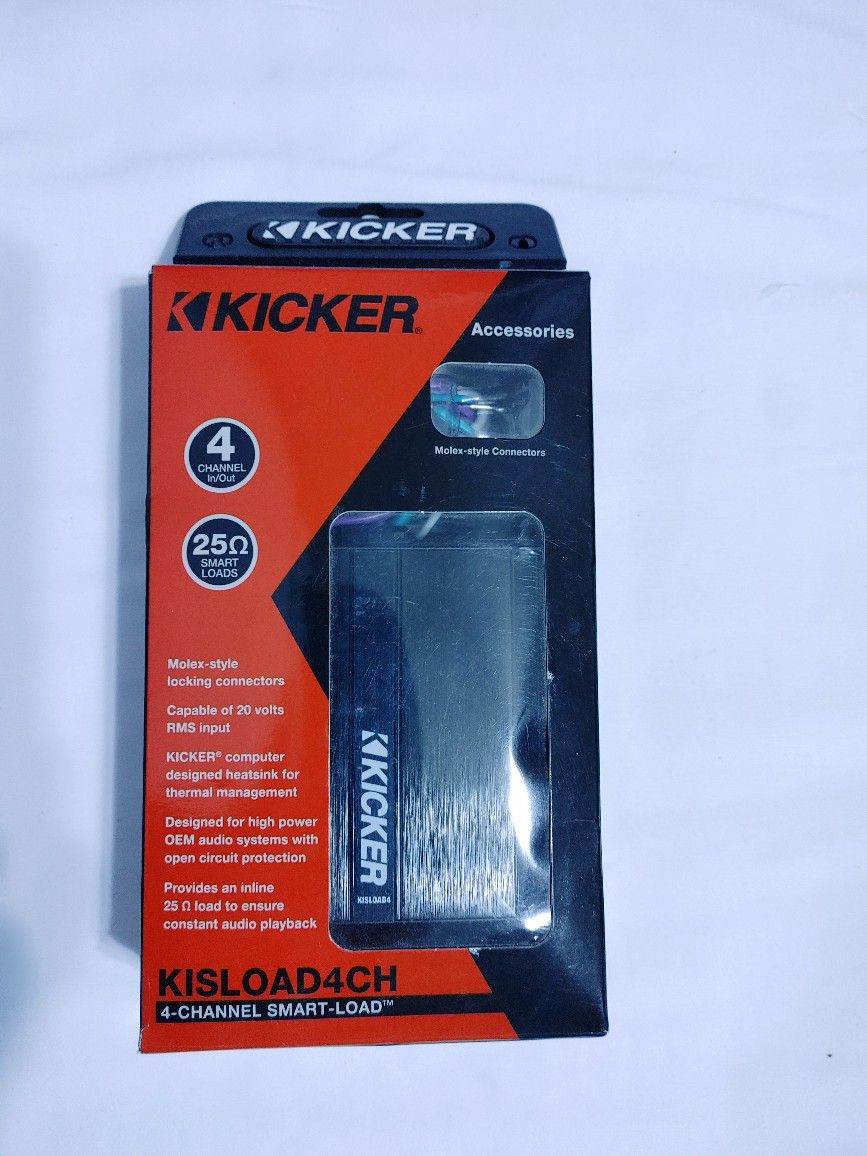 KICKER
KICKER®
Accessories
Molex-style Connectors
4
CHANNEL
In/Out
25Ω
SMART
LOADS
Molex-style
locking connectors
Capable of 20 volts
RMS input
KICKER® computer
designed heatsink for
thermal management
Designed for high power
OEM audio systems with
open circuit protection
Provides an inline
25 Ω load to ensure
constant audio playback
KICKER
KISLOAD4
KISLOAD4CH
4-CHANNEL SMART-LOAD™